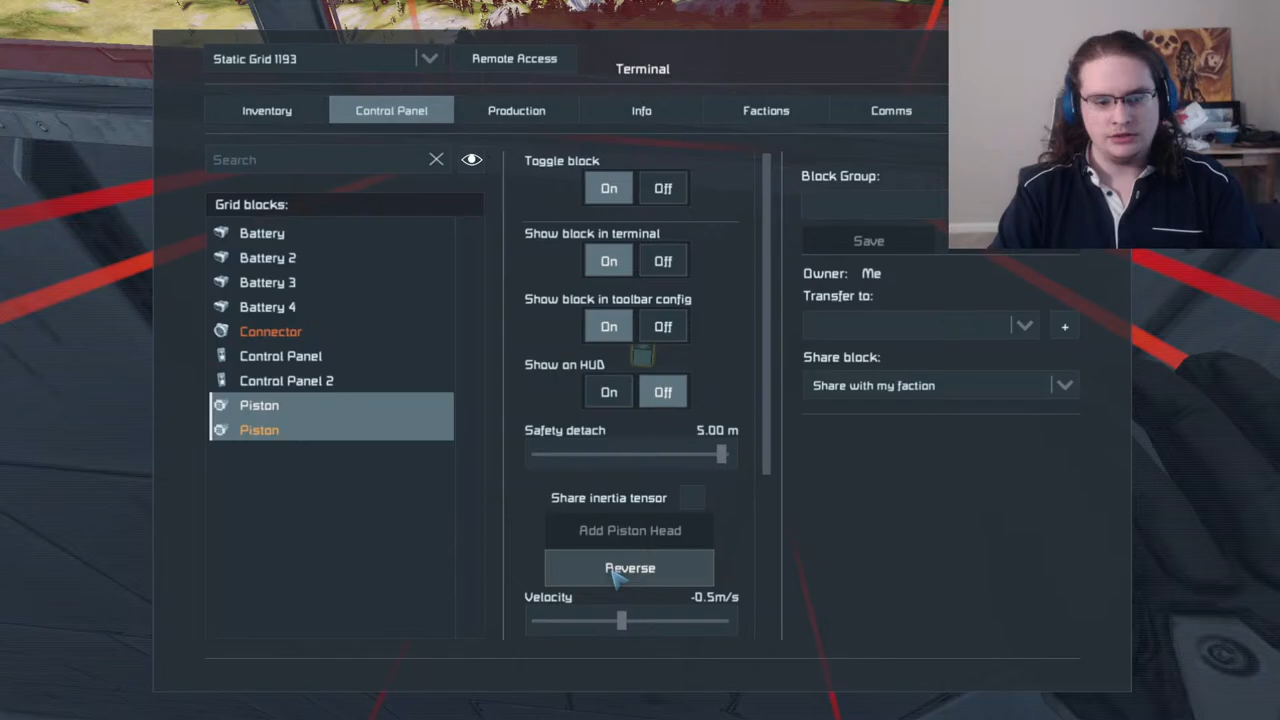 Static Grid 1193
Remote Access
Terminal
Inventory
Control Panel
Production
Info
Factions
Comms
Search
Grid blocks:
Battery
Battery 2
Battery 3
Battery 4
Connector
Control Panel
Control Panel 2
Piston
Piston
Toggle block
On Off
Show block in terminal
On Off
Show block in toolbar config
On Off
Show on HUD
On Off
Safety detach 5.00 m
Share inertia tensor
Add Piston Head
Reverse
Velocity -0.5m/s
Block Group:
Save
Owner: Me
Transfer to:
+
Share block:
Share with my faction